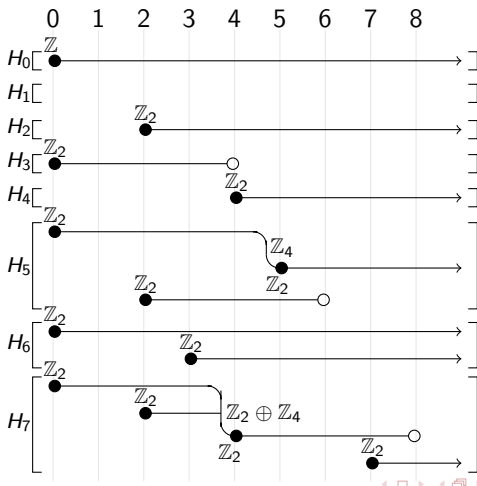 0 1 2 3 4 5 6 7 8
ℤ
H₀
H₁
ℤ₂
H₂
ℤ₂
H₃
ℤ₂
H₄
ℤ₂
ℤ₄
H₅
ℤ₂ ℤ₂
ℤ₂
H₆
ℤ₂
ℤ₂
ℤ₂
ℤ₂ ⊕ ℤ₄
H₇
ℤ₂ ℤ₂